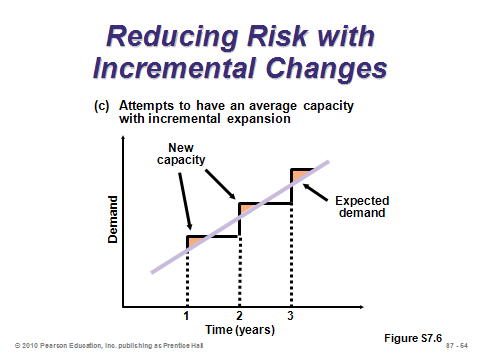 Reducing Risk with
Incremental Changes
(c) Attempts to have an average capacity
with incremental expansion
New
capacity
Expected
demand
Demand
1 2 3
Time (years)
Figure S7.6
© 2010 Pearson Education, Inc. publishing as Prentice Hall
S7 - 54